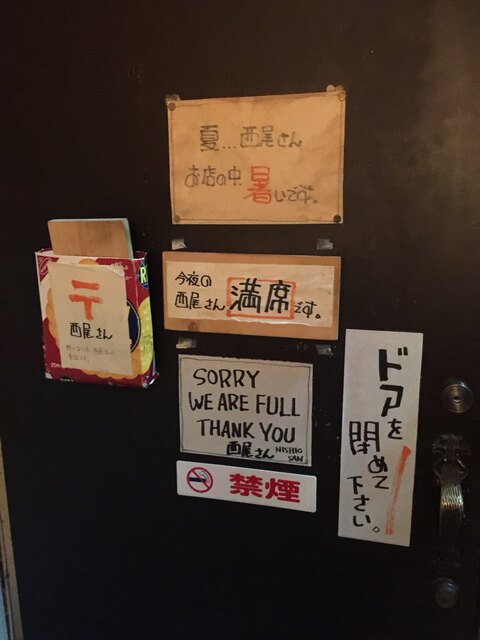 夏…西尾さん
お店の中、暑いです。
今夜の
西尾さん満席です。
〒
西尾さん
SORRY
WE ARE FULL
THANK YOU
西尾さん NISHIO
SAN
禁煙
ドアを
閉めて
下さい。